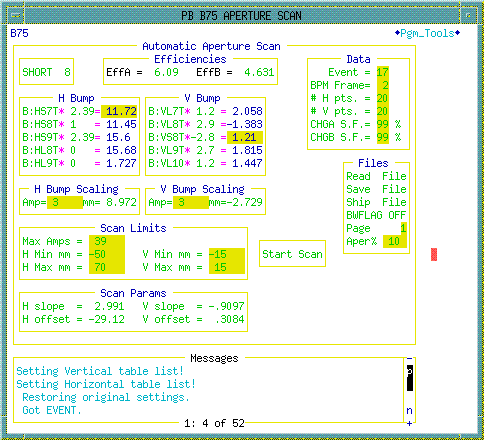 PB B75 APERTURE SCAN
B75 ◆Pgm_Tools◆
Automatic Aperture Scan
Efficiencies
SHORT 8 EffA = 6.09 EffB = 4.631
Data
Event = 17
BPM Frame= 2
# H pts. = 20
# V pts. = 20
CHGA S.F.= 99 %
CHGB S.F.= 99 %
H Bump
B:HS7T* 2.39= 11.72
B:HS8T* 1 = 11.45
B:HS9T* 2.39= 15.6
B:HL8T* 0 = 15.68
B:HL9T* 0 = 1.727
V Bump
B:VL7T* 1.2 = 2.058
B:VL8T* 2.9 =-1.383
B:VS8T*-2.8 = 1.21
B:VL9T* 2.7 = 1.815
B:VL10* 1.2 = 1.447
Files
Read File
Save File
Ship File
BWFLAG OFF
Page 1
Aper% 10
H Bump Scaling
Amp= 3 mm= 8.972
V Bump Scaling
Amp= 3 mm=-2.729
Scan Limits
Max Amps = 39
H Min mm = -50 V Min mm = -15
H Max mm = 70 V Max mm = 15
Start Scan
Scan Params
H slope = 2.991 V slope = -.9097
H offset = -29.12 V offset = .3084
Messages
Setting Vertical table list!
Setting Horizontal table list!
Restoring original settings.
Got EVENT.
- p n +
1: 4 of 52